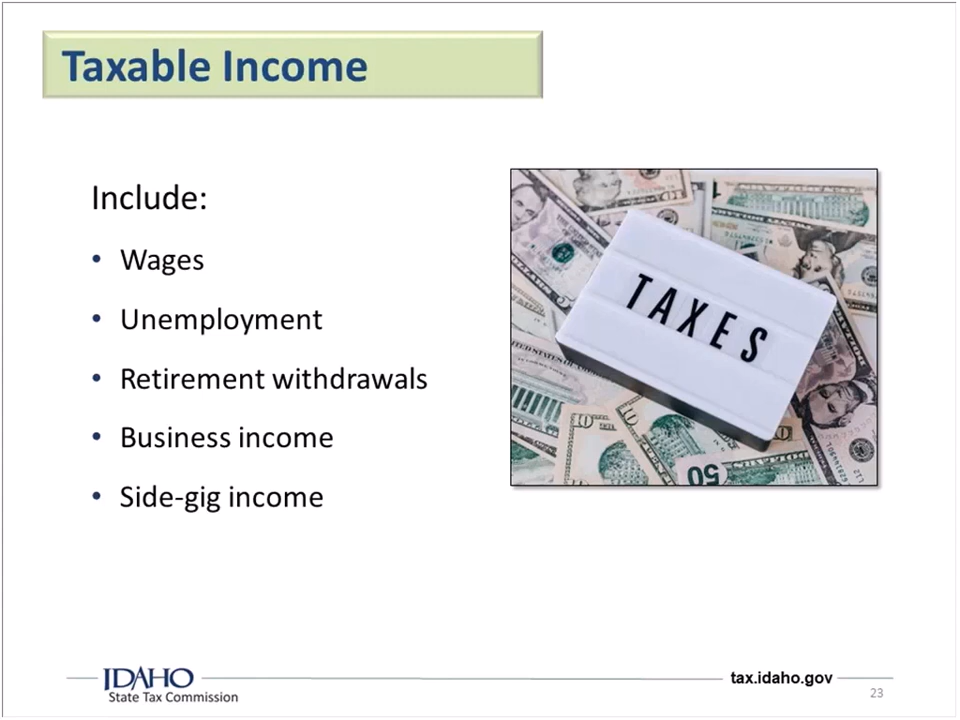 Taxable Income
Include:
• Wages
• Unemployment
• Retirement withdrawals
• Business income
• Side-gig income
TAXES
50
IDAHO
State Tax Commission
tax.idaho.gov
23